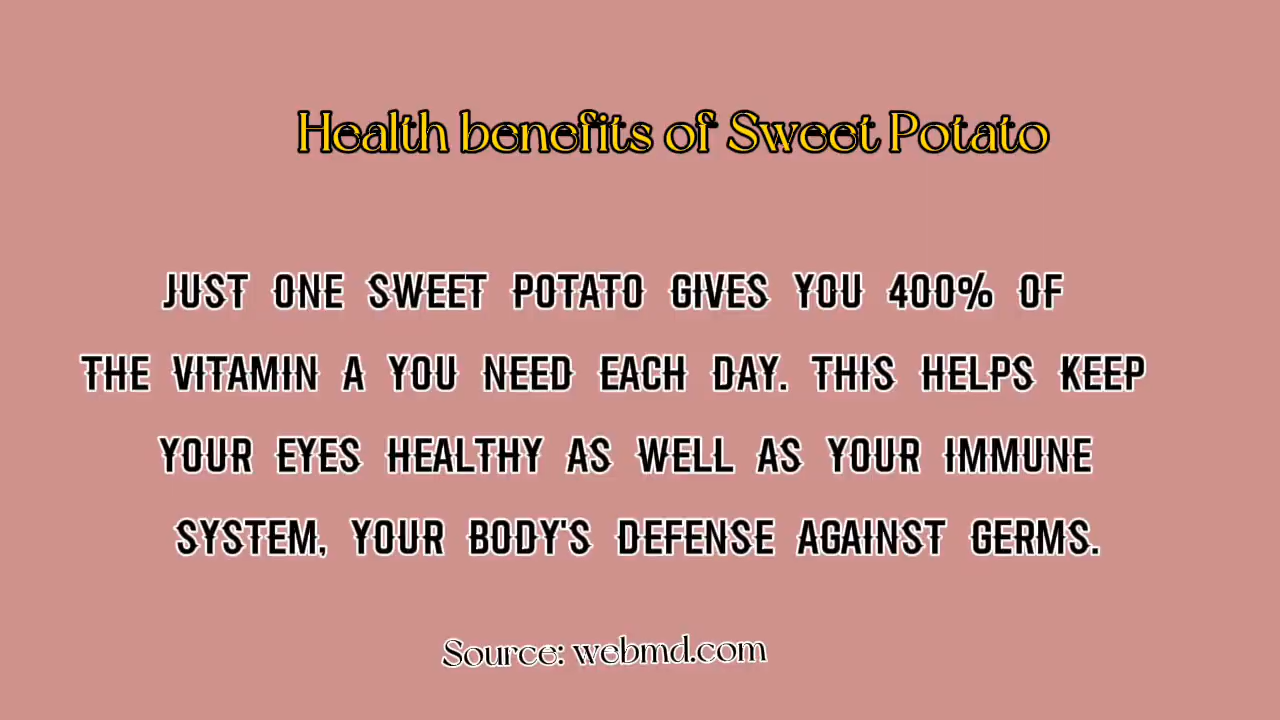 Health benefits of Sweet Potato
JUST ONE SWEET POTATO GIVES YOU 400% OF
THE VITAMIN A YOU NEED EACH DAY. THIS HELPS KEEP
YOUR EYES HEALTHY AS WELL AS YOUR IMMUNE
SYSTEM, YOUR BODY'S DEFENSE AGAINST GERMS.
Source: webmd.com